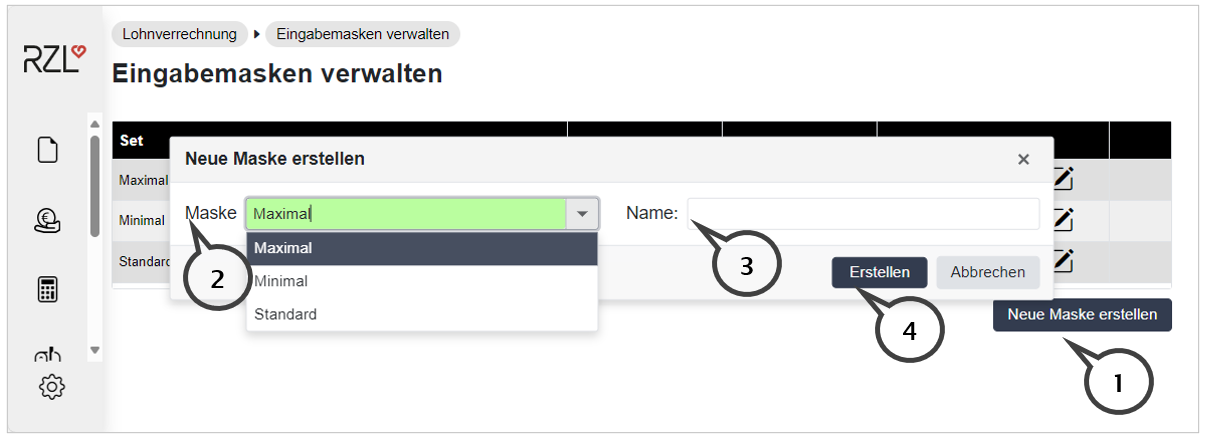 RZL
Lohnverrechnung
Eingabemasken verwalten
Eingabemasken verwalten
Set
Maximal
Minimal
Standard
Neue Maske erstellen
Maske
Maximal
Name:
Maximal
Minimal
Standard
Erstellen
Abbrechen
Neue Maske erstellen
2
3
4
1